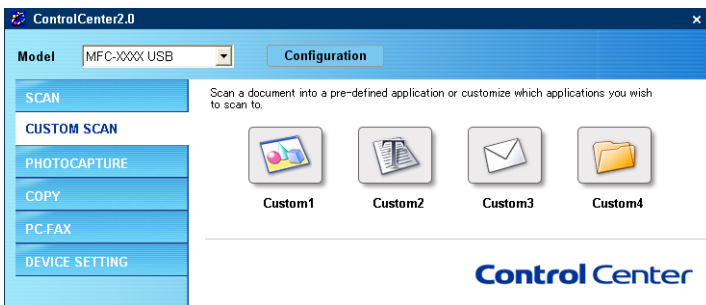 ControlCenter2.0
Model MFC-XXXX USB Configuration
SCAN
CUSTOM SCAN
PHOTOCAPTURE
COPY
PC-FAX
DEVICE SETTING
Scan a document into a pre-defined application or customize which applications you wish
to scan to.
Custom1 Custom2 Custom3 Custom4
Control Center